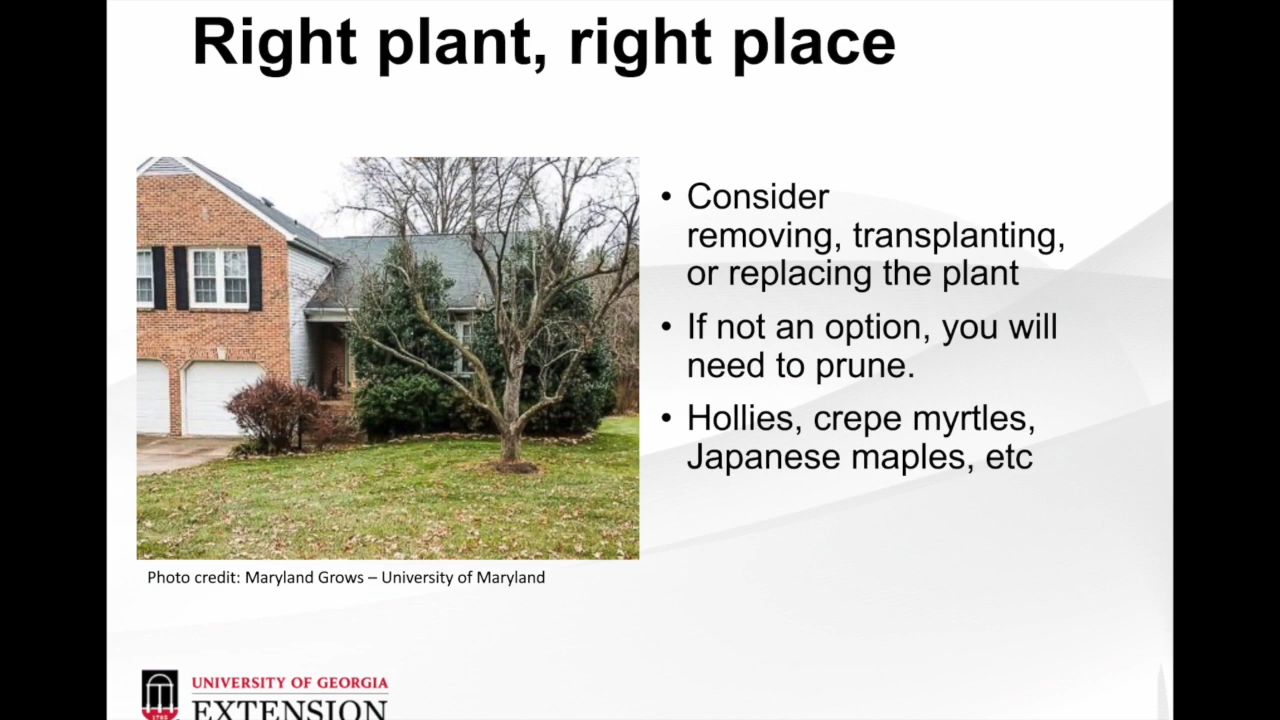 Right plant, right place
• Consider
removing, transplanting,
or replacing the plant
• If not an option, you will
need to prune.
• Hollies, crepe myrtles,
Japanese maples, etc
Photo credit: Maryland Grows – University of Maryland
UNIVERSITY OF GEORGIA
EXTENSION
1785